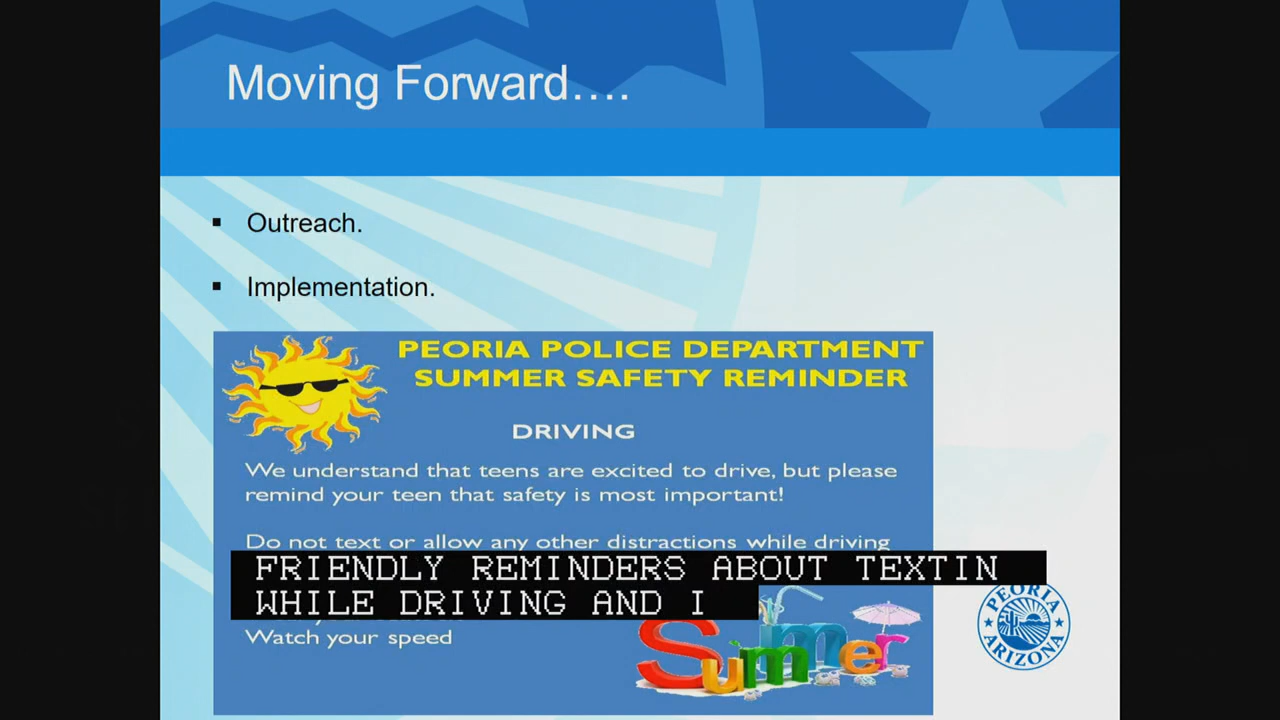 Moving Forward....
▪ Outreach.
▪ Implementation.
PEORIA POLICE DEPARTMENT
SUMMER SAFETY REMINDER
DRIVING
We understand that teens are excited to drive, but please
remind your teen that safety is most important!
Do not text or allow any other distractions while driving
FRIENDLY REMINDERS ABOUT TEXTIN
WHILE DRIVING AND I
Watch your speed
Summer
PEORIA
ARIZONA